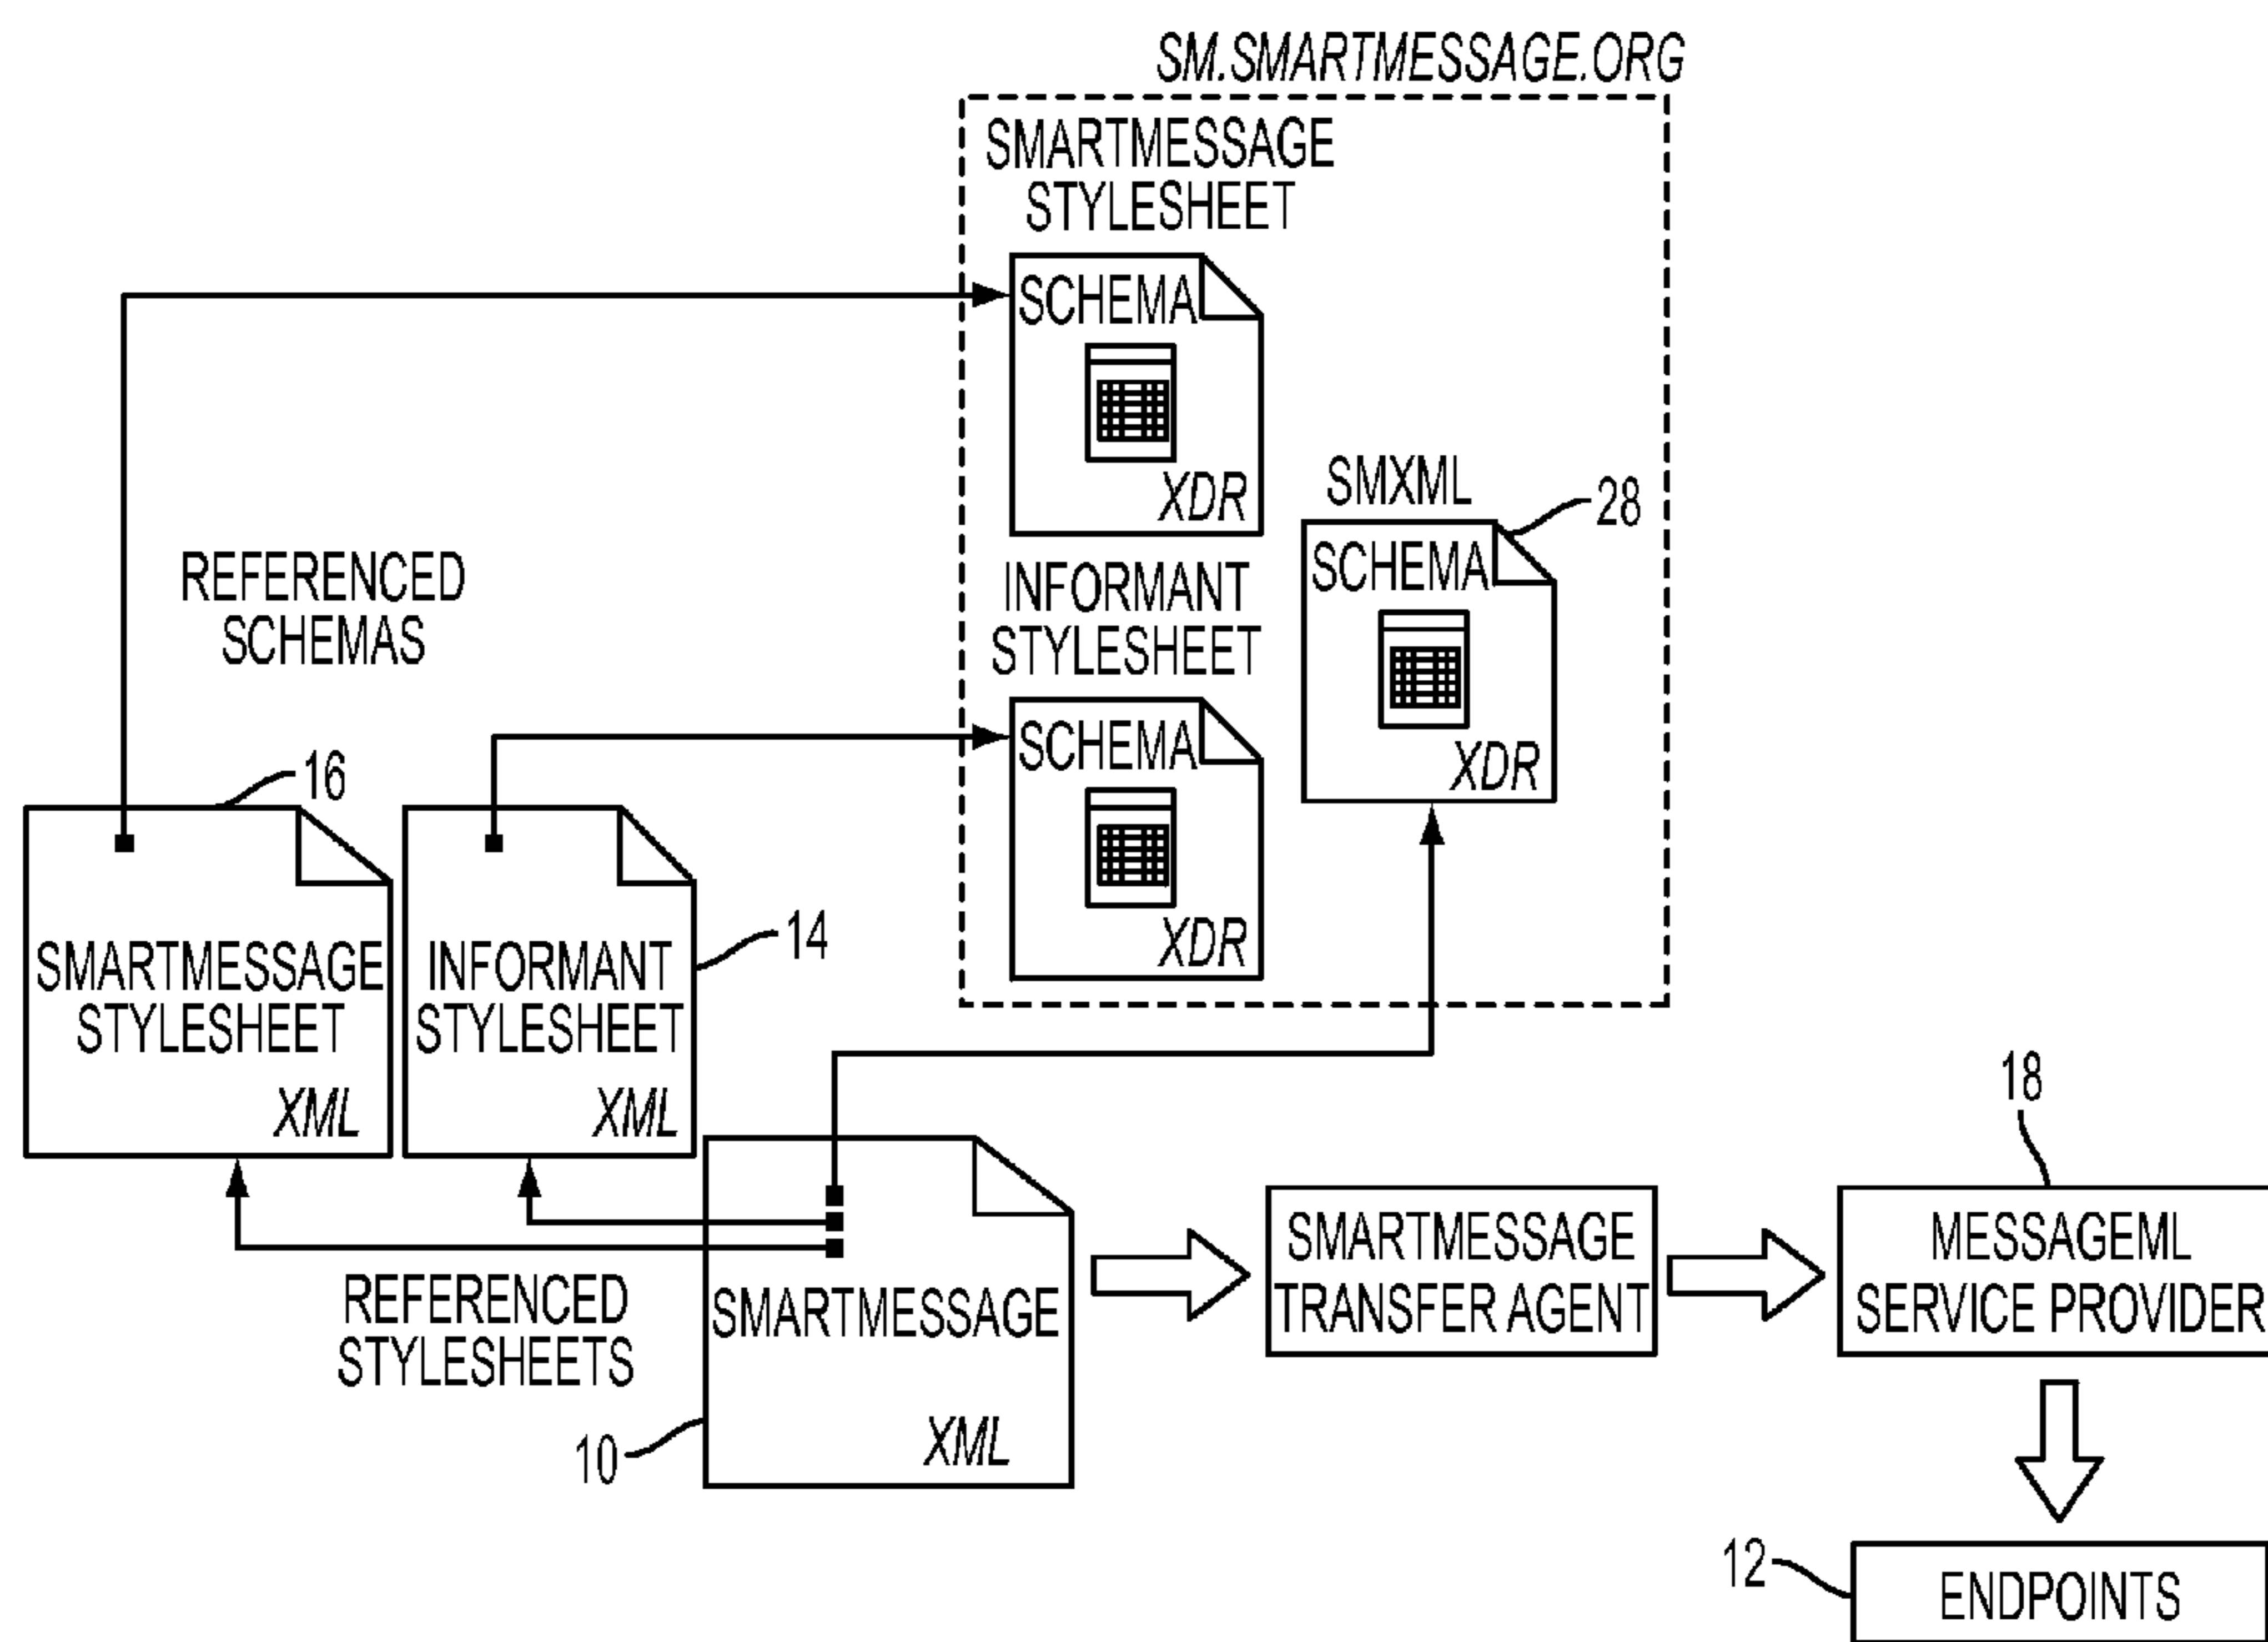 SM.SMARTMESSAGE.ORG
SMARTMESSAGE
STYLESHEET
SCHEMA
XDR
SMXML
28
SCHEMA
XDR
REFERENCED
SCHEMAS
INFORMANT
STYLESHEET
SCHEMA
XDR
16
SMARTMESSAGE
STYLESHEET
XML
14
INFORMANT
STYLESHEET
XML
REFERENCED
STYLESHEETS
10
SMARTMESSAGE
XML
SMARTMESSAGE
TRANSFER AGENT
18
MESSAGEML
SERVICE PROVIDER
12
ENDPOINTS